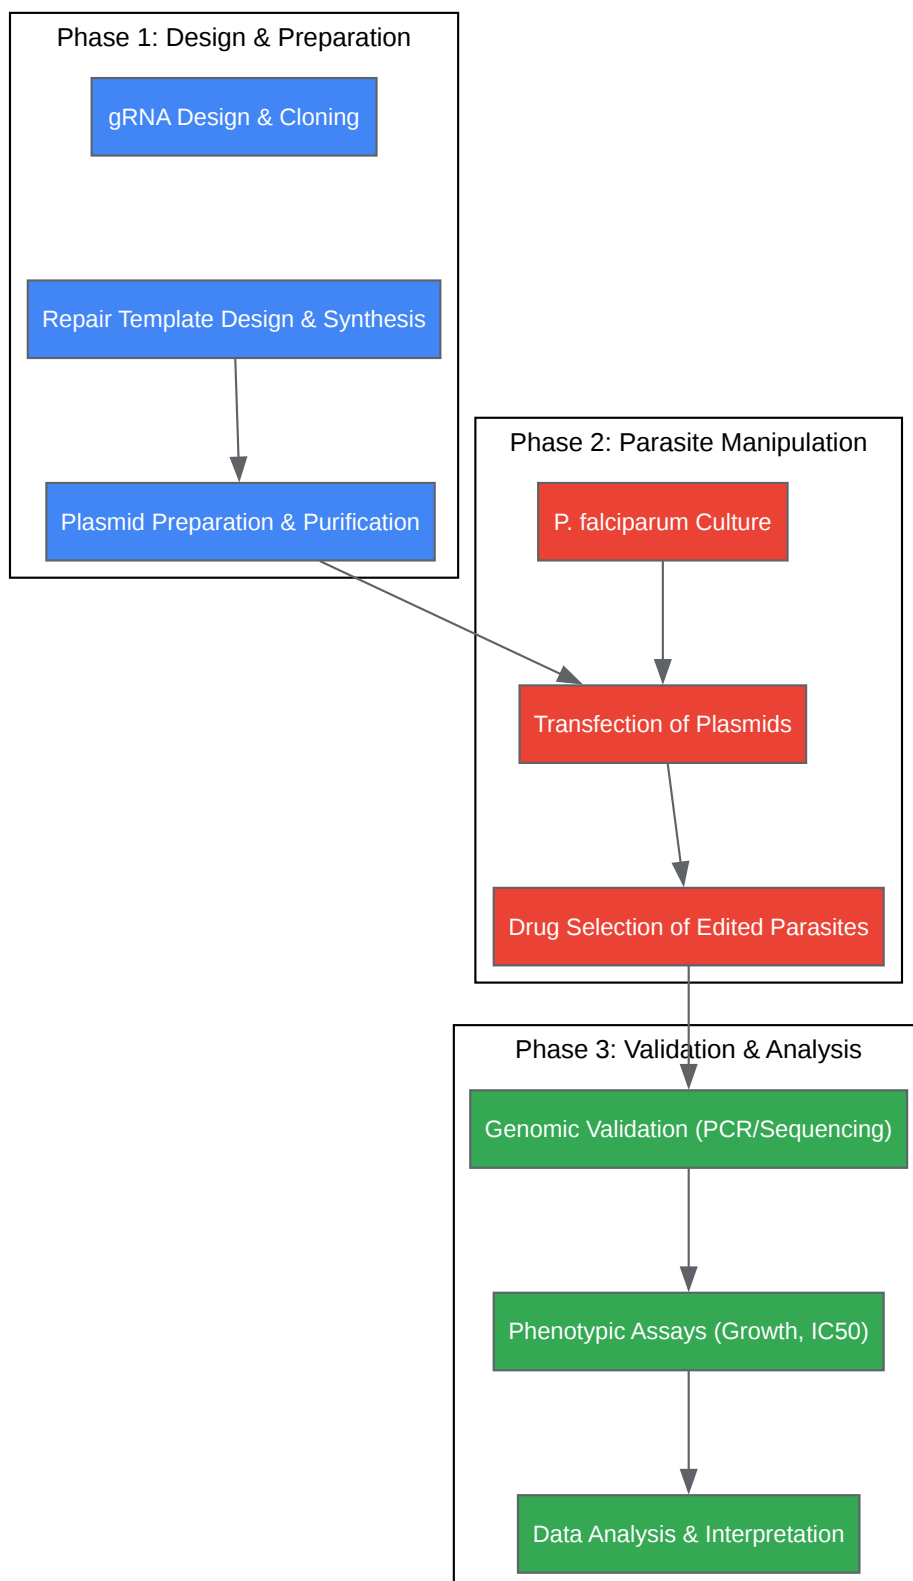 Phase 1: Design & Preparation
gRNA Design & Cloning
Repair Template Design & Synthesis
Plasmid Preparation & Purification
Phase 2: Parasite Manipulation
P. falciparum Culture
Transfection of Plasmids
Drug Selection of Edited Parasites
Phase 3: Validation & Analysis
Genomic Validation (PCR/Sequencing)
Phenotypic Assays (Growth, IC50)
Data Analysis & Interpretation